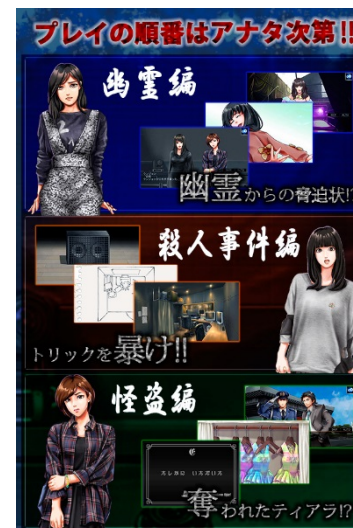 プレイの順番はアナタ次第!!
幽霊編
幽霊からの脅迫状!?
殺人事件編
トリックを暴け!!
怪盗編
奪われたティアラ!?